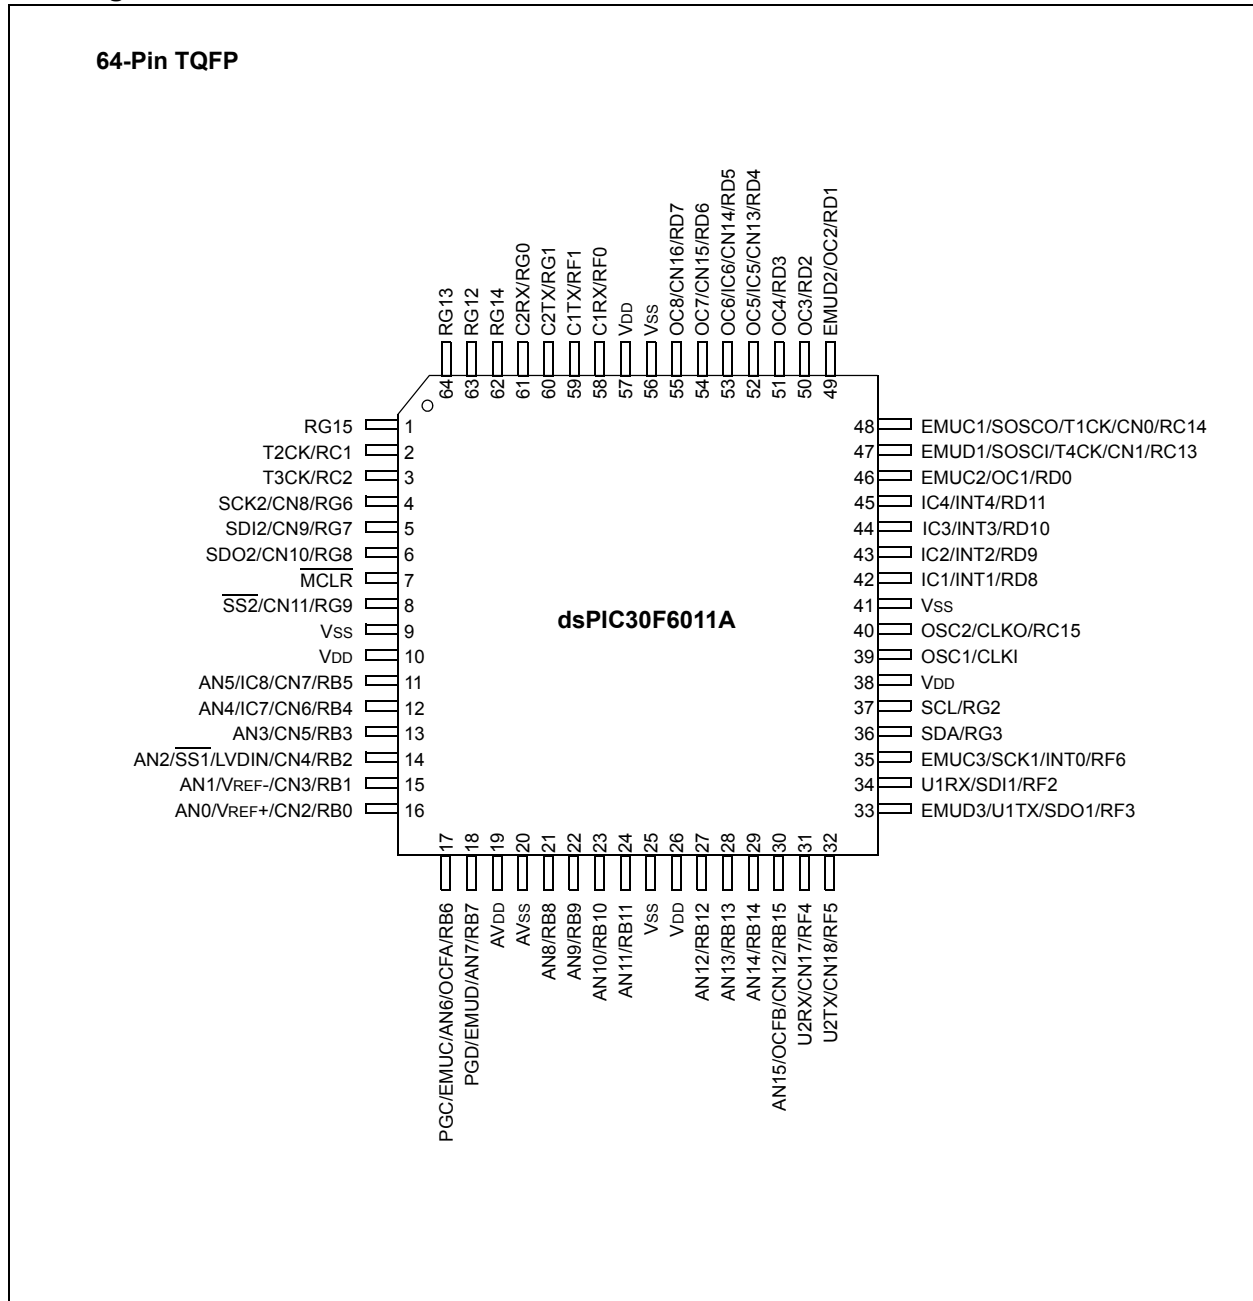 64-Pin TQFP
RG13
RG12
RG14
C2RX/RG0
C2TX/RG1
C1TX/RF1
C1RX/RF0
VDD
VSS
OC8/CN16/RD7
OC7/CN15/RD6
OC6/IC6/CN14/RD5
OC5/IC5/CN13/RD4
OC4/RD3
OC3/RD2
EMUD2/OC2/RD1
64 63 62 61 60 59 58 57 56 55 54 53 52 51 50 49
RG15 1
T2CK/RC1 2
T3CK/RC2 3
SCK2/CN8/RG6 4
SDI2/CN9/RG7 5
SDO2/CN10/RG8 6
MCLR 7
SS2/CN11/RG9 8
VSS 9
VDD 10
AN5/IC8/CN7/RB5 11
AN4/IC7/CN6/RB4 12
AN3/CN5/RB3 13
AN2/SS1/LVDIN/CN4/RB2 14
AN1/VREF-/CN3/RB1 15
AN0/VREF+/CN2/RB0 16
dsPIC30F6011A
48 EMUC1/SOSCO/T1CK/CN0/RC14
47 EMUD1/SOSCI/T4CK/CN1/RC13
46 EMUC2/OC1/RD0
45 IC4/INT4/RD11
44 IC3/INT3/RD10
43 IC2/INT2/RD9
42 IC1/INT1/RD8
41 VSS
40 OSC2/CLKO/RC15
39 OSC1/CLKI
38 VDD
37 SCL/RG2
36 SDA/RG3
35 EMUC3/SCK1/INT0/RF6
34 U1RX/SDI1/RF2
33 EMUD3/U1TX/SDO1/RF3
17 18 19 20 21 22 23 24 25 26 27 28 29 30 31 32
PGC/EMUC/AN6/OCFA/RB6
PGD/EMUD/AN7/RB7
AVDD
AVSS
AN8/RB8
AN9/RB9
AN10/RB10
AN11/RB11
VSS
VDD
AN12/RB12
AN13/RB13
AN14/RB14
AN15/OCFB/CN12/RB15
U2RX/CN17/RF4
U2TX/CN18/RF5